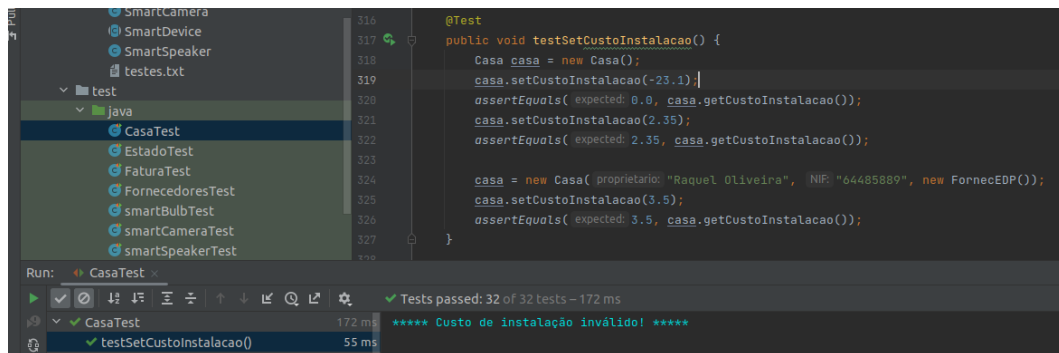 SmartCamera
SmartDevice
SmartSpeaker
testes.txt
test
java
CasaTest
EstadoTest
FaturaTest
FornecedoresTest
smartBulbTest
smartCameraTest
smartSpeakerTest
316 @Test
317 public void testSetCustoInstalacao() {
318 Casa casa = new Casa();
319 casa.setCustoInstalacao(-23.1);
320 assertEquals( expected: 0.0, casa.getCustoInstalacao());
321 casa.setCustoInstalacao(2.35);
322 assertEquals( expected: 2.35, casa.getCustoInstalacao());
323
324 casa = new Casa( proprietario: "Raquel Oliveira", NIF: "64485889", new FornecEDP());
325 casa.setCustoInstalacao(3.5);
326 assertEquals( expected: 3.5, casa.getCustoInstalacao());
327 }
Run: CasaTest ×
Tests passed: 32 of 32 tests – 172 ms
CasaTest 172 ms
testSetCustoInstalacao() 55 ms
***** Custo de instalação inválido! *****